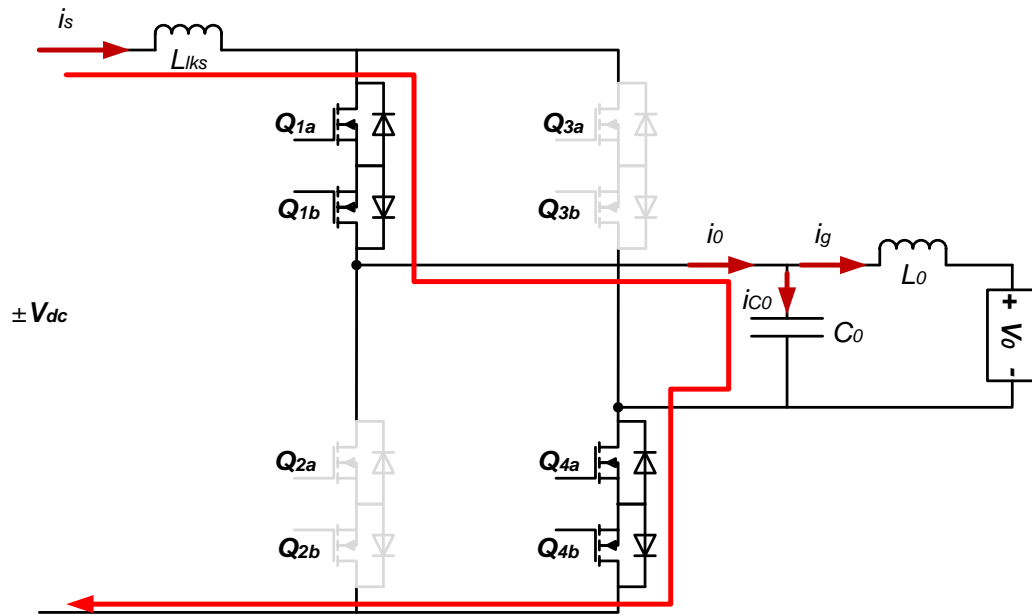 is
Llks
Q1a
Q3a
Q1b
Q3b
i0
ig
L0
±Vdc
iC0
C0
+ V0 -
Q2a
Q4a
Q2b
Q4b